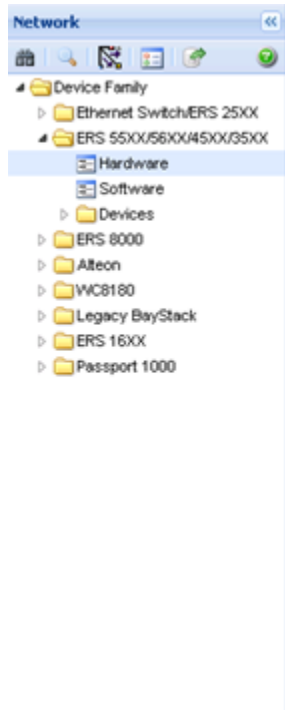 Network
Device Family
Ethernet Switch/ERS 25XX
ERS 55XX/56XX/45XX/35XX
Hardware
Software
Devices
ERS 8000
Alteon
WC8180
Legacy BayStack
ERS 16XX
Passport 1000